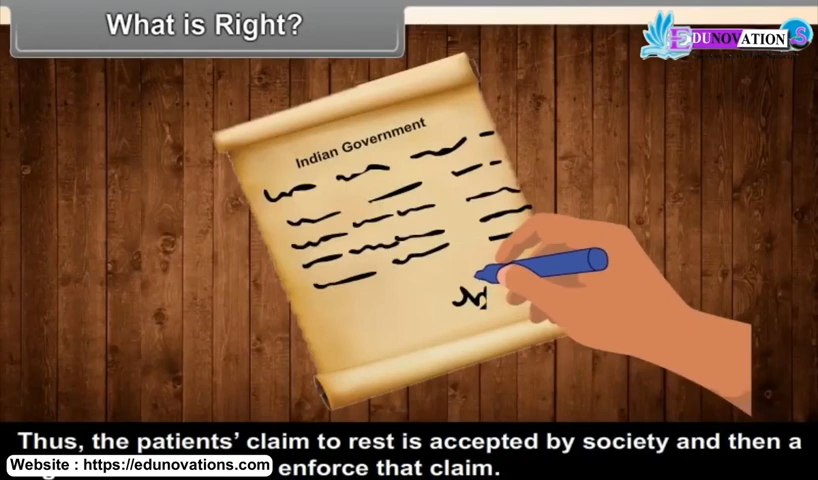 What is Right?
EDUNOVATIONS
Indian Government
Thus, the patients' claim to rest is accepted by society and then a
enforce that claim.
Website : https://edunovations.com